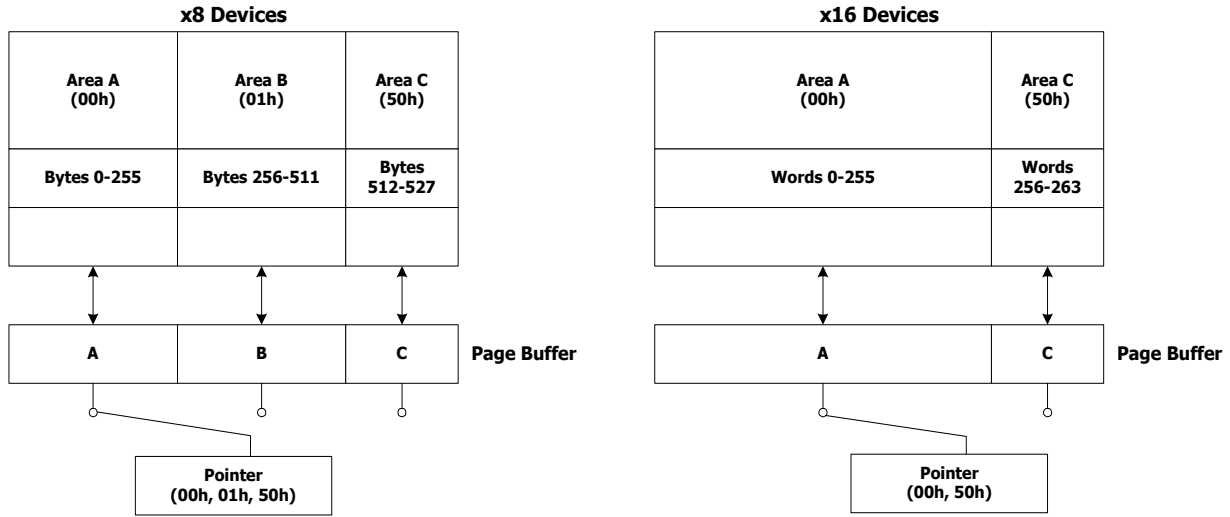 x8 Devices
Area A
(00h)
Area B
(01h)
Area C
(50h)
Bytes 0-255
Bytes 256-511
Bytes
512-527
A
B
C
Page Buffer
Pointer
(00h, 01h, 50h)
x16 Devices
Area A
(00h)
Area C
(50h)
Words 0-255
Words
256-263
A
C
Page Buffer
Pointer
(00h, 50h)